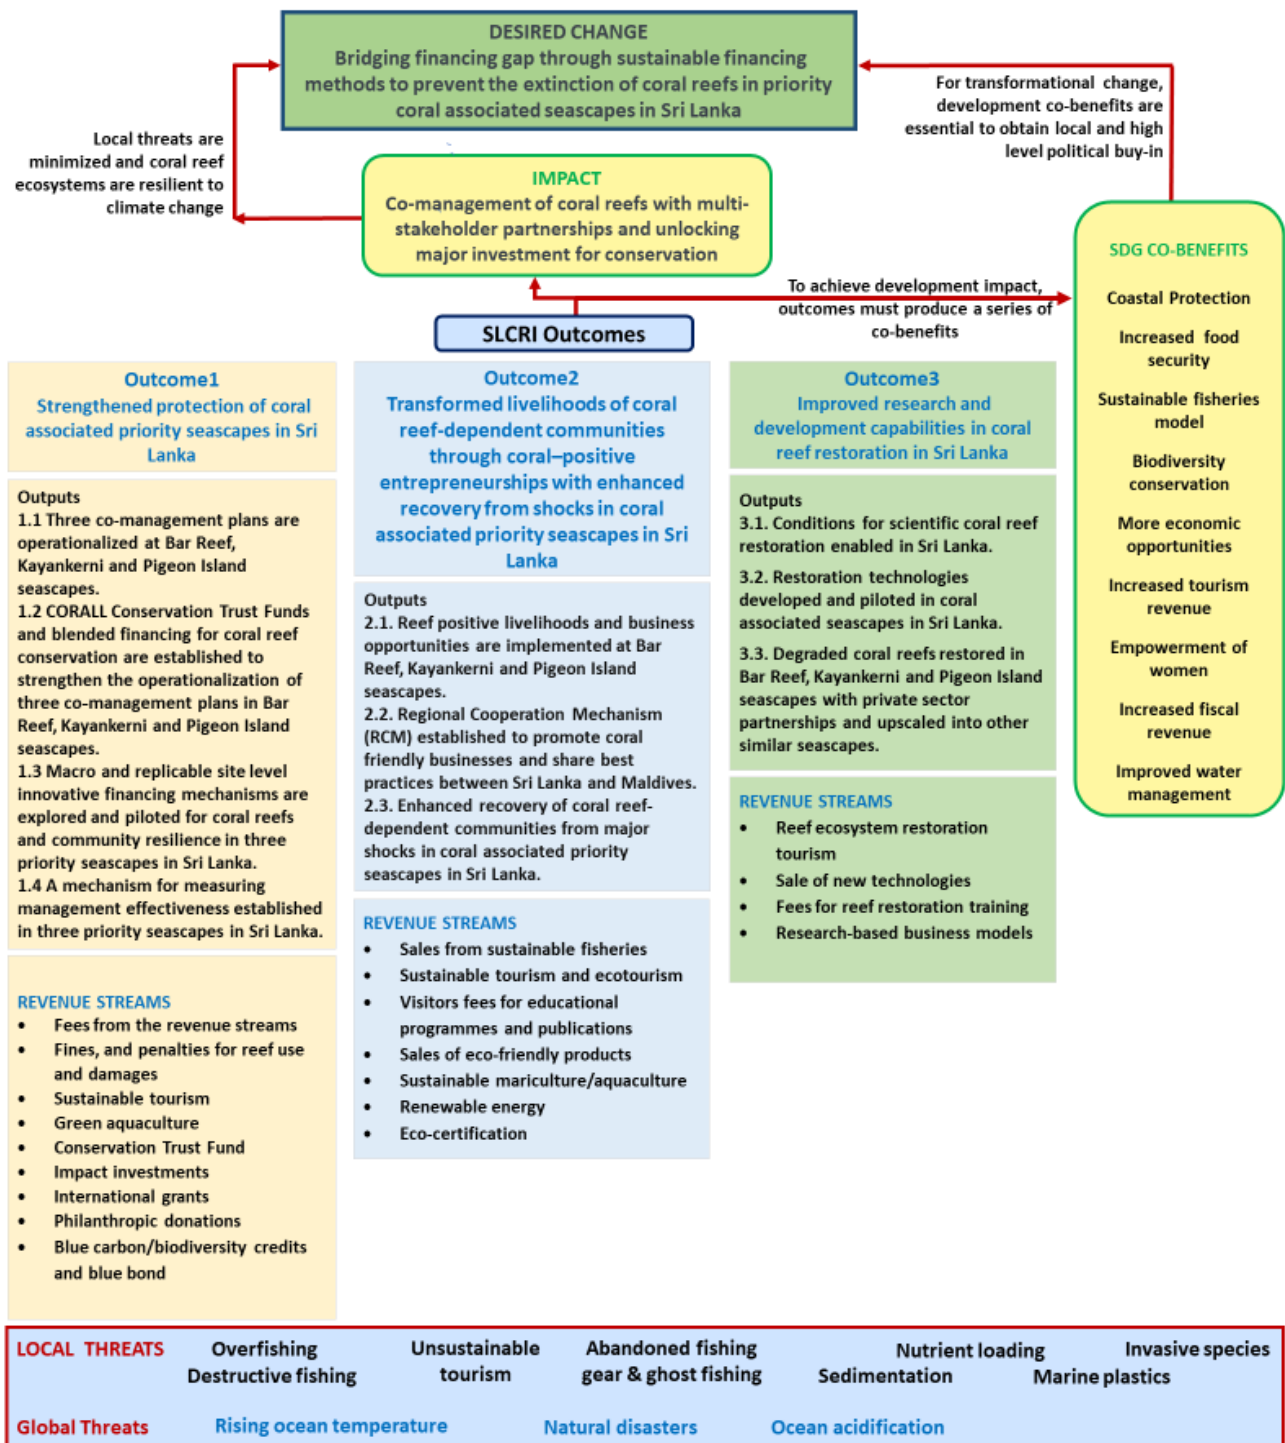 DESIRED CHANGE
Bridging financing gap through sustainable financing
methods to prevent the extinction of coral reefs in priority
coral associated seascapes in Sri Lanka
For transformational change,
development co-benefits are
essential to obtain local and high
level political buy-in
Local threats are
minimized and coral reef
ecosystems are resilient to
climate change
IMPACT
Co-management of coral reefs with multi-
stakeholder partnerships and unlocking
major investment for conservation
To achieve development impact,
outcomes must produce a series of
co-benefits
SLCRI Outcomes
SDG CO-BENEFITS
Coastal Protection
Increased food
security
Sustainable fisheries
model
Biodiversity
conservation
More economic
opportunities
Increased tourism
revenue
Empowerment of
women
Increased fiscal
revenue
Improved water
management
Outcome1
Strengthened protection of coral
associated priority seascapes in Sri
Lanka
Outputs
1.1 Three co-management plans are
operationalized at Bar Reef,
Kayankerni and Pigeon Island
seascapes.
1.2 CORALL Conservation Trust Funds
and blended financing for coral reef
conservation are established to
strengthen the operationalization of
three co-management plans in Bar
Reef, Kayankerni and Pigeon Island
seascapes.
1.3 Macro and replicable site level
innovative financing mechanisms are
explored and piloted for coral reefs
and community resilience in three
priority seascapes in Sri Lanka.
1.4 A mechanism for measuring
management effectiveness established
in three priority seascapes in Sri Lanka.
REVENUE STREAMS
• Fees from the revenue streams
• Fines, and penalties for reef use
and damages
• Sustainable tourism
• Green aquaculture
• Conservation Trust Fund
• Impact investments
• International grants
• Philanthropic donations
• Blue carbon/biodiversity credits
and blue bond
Outcome2
Transformed livelihoods of coral
reef-dependent communities
through coral–positive
entrepreneurships with enhanced
recovery from shocks in coral
associated priority seascapes in Sri
Lanka
Outputs
2.1. Reef positive livelihoods and business
opportunities are implemented at Bar
Reef, Kayankerni and Pigeon Island
seascapes.
2.2. Regional Cooperation Mechanism
(RCM) established to promote coral
friendly businesses and share best
practices between Sri Lanka and Maldives.
2.3. Enhanced recovery of coral reef-
dependent communities from major
shocks in coral associated priority
seascapes in Sri Lanka.
REVENUE STREAMS
• Sales from sustainable fisheries
• Sustainable tourism and ecotourism
• Visitors fees for educational
programmes and publications
• Sales of eco-friendly products
• Sustainable mariculture/aquaculture
• Renewable energy
• Eco-certification
Outcome3
Improved research and
development capabilities in coral
reef restoration in Sri Lanka
Outputs
3.1. Conditions for scientific coral reef
restoration enabled in Sri Lanka.
3.2. Restoration technologies
developed and piloted in coral
associated seascapes in Sri Lanka.
3.3. Degraded coral reefs restored in
Bar Reef, Kayankerni and Pigeon Island
seascapes with private sector
partnerships and upscaled into other
similar seascapes.
REVENUE STREAMS
• Reef ecosystem restoration
tourism
• Sale of new technologies
• Fees for reef restoration training
• Research-based business models
LOCAL THREATS
Overfishing
Destructive fishing
Unsustainable
tourism
Abandoned fishing
gear & ghost fishing
Nutrient loading
Sedimentation
Invasive species
Marine plastics
Global Threats
Rising ocean temperature
Natural disasters
Ocean acidification